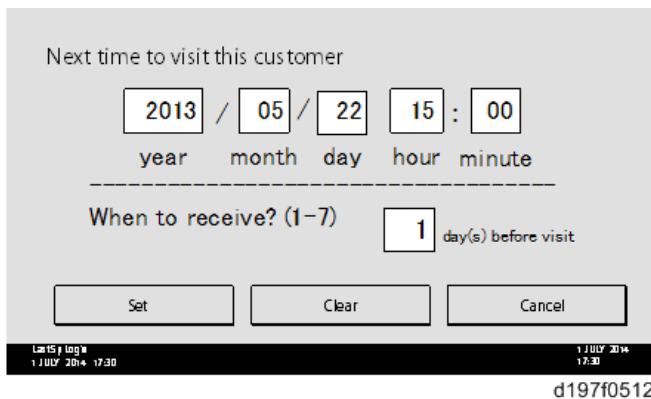 Next time to visit this customer
2013 / 05 / 22 15 : 00
year month day hour minute
When to receive? (1-7) 1 day(s) before visit
Set Clear Cancel
LastSp Login 1 JULY 2014
1 JULY 2014 17:30 17:30
d197f0512